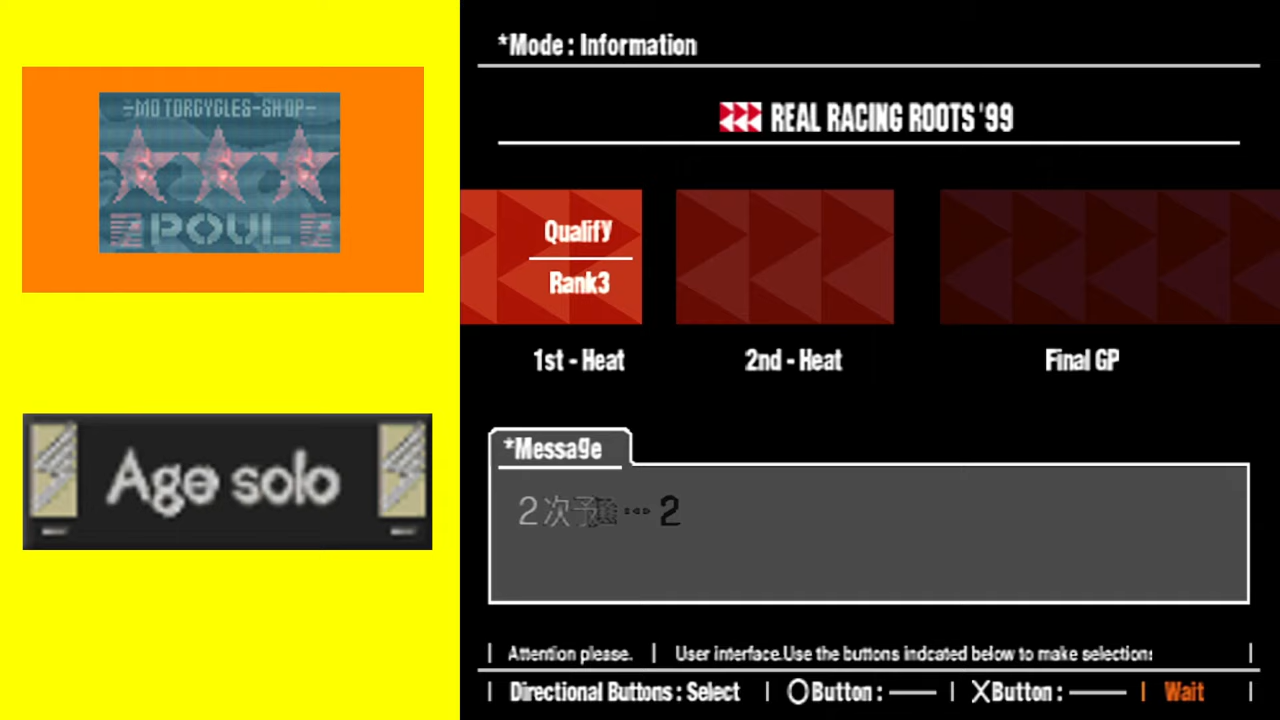 -MOTORCYCLES-SHOP-
POUL
Age solo
*Mode : Information
REAL RACING ROOTS '99
Qualify
Rank3
1st - Heat
2nd - Heat
Final GP
*Message
2次予 … 2
Attention please. | User interface.Use the buttons indcated below to make selections
Directional Buttons : Select | ◯Button : —— | ✕Button : —— | Wait